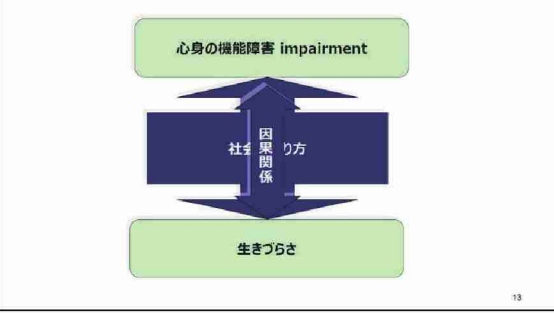 心身の機能障害 impairment
社会
り方
因果関係
生きづらさ
13